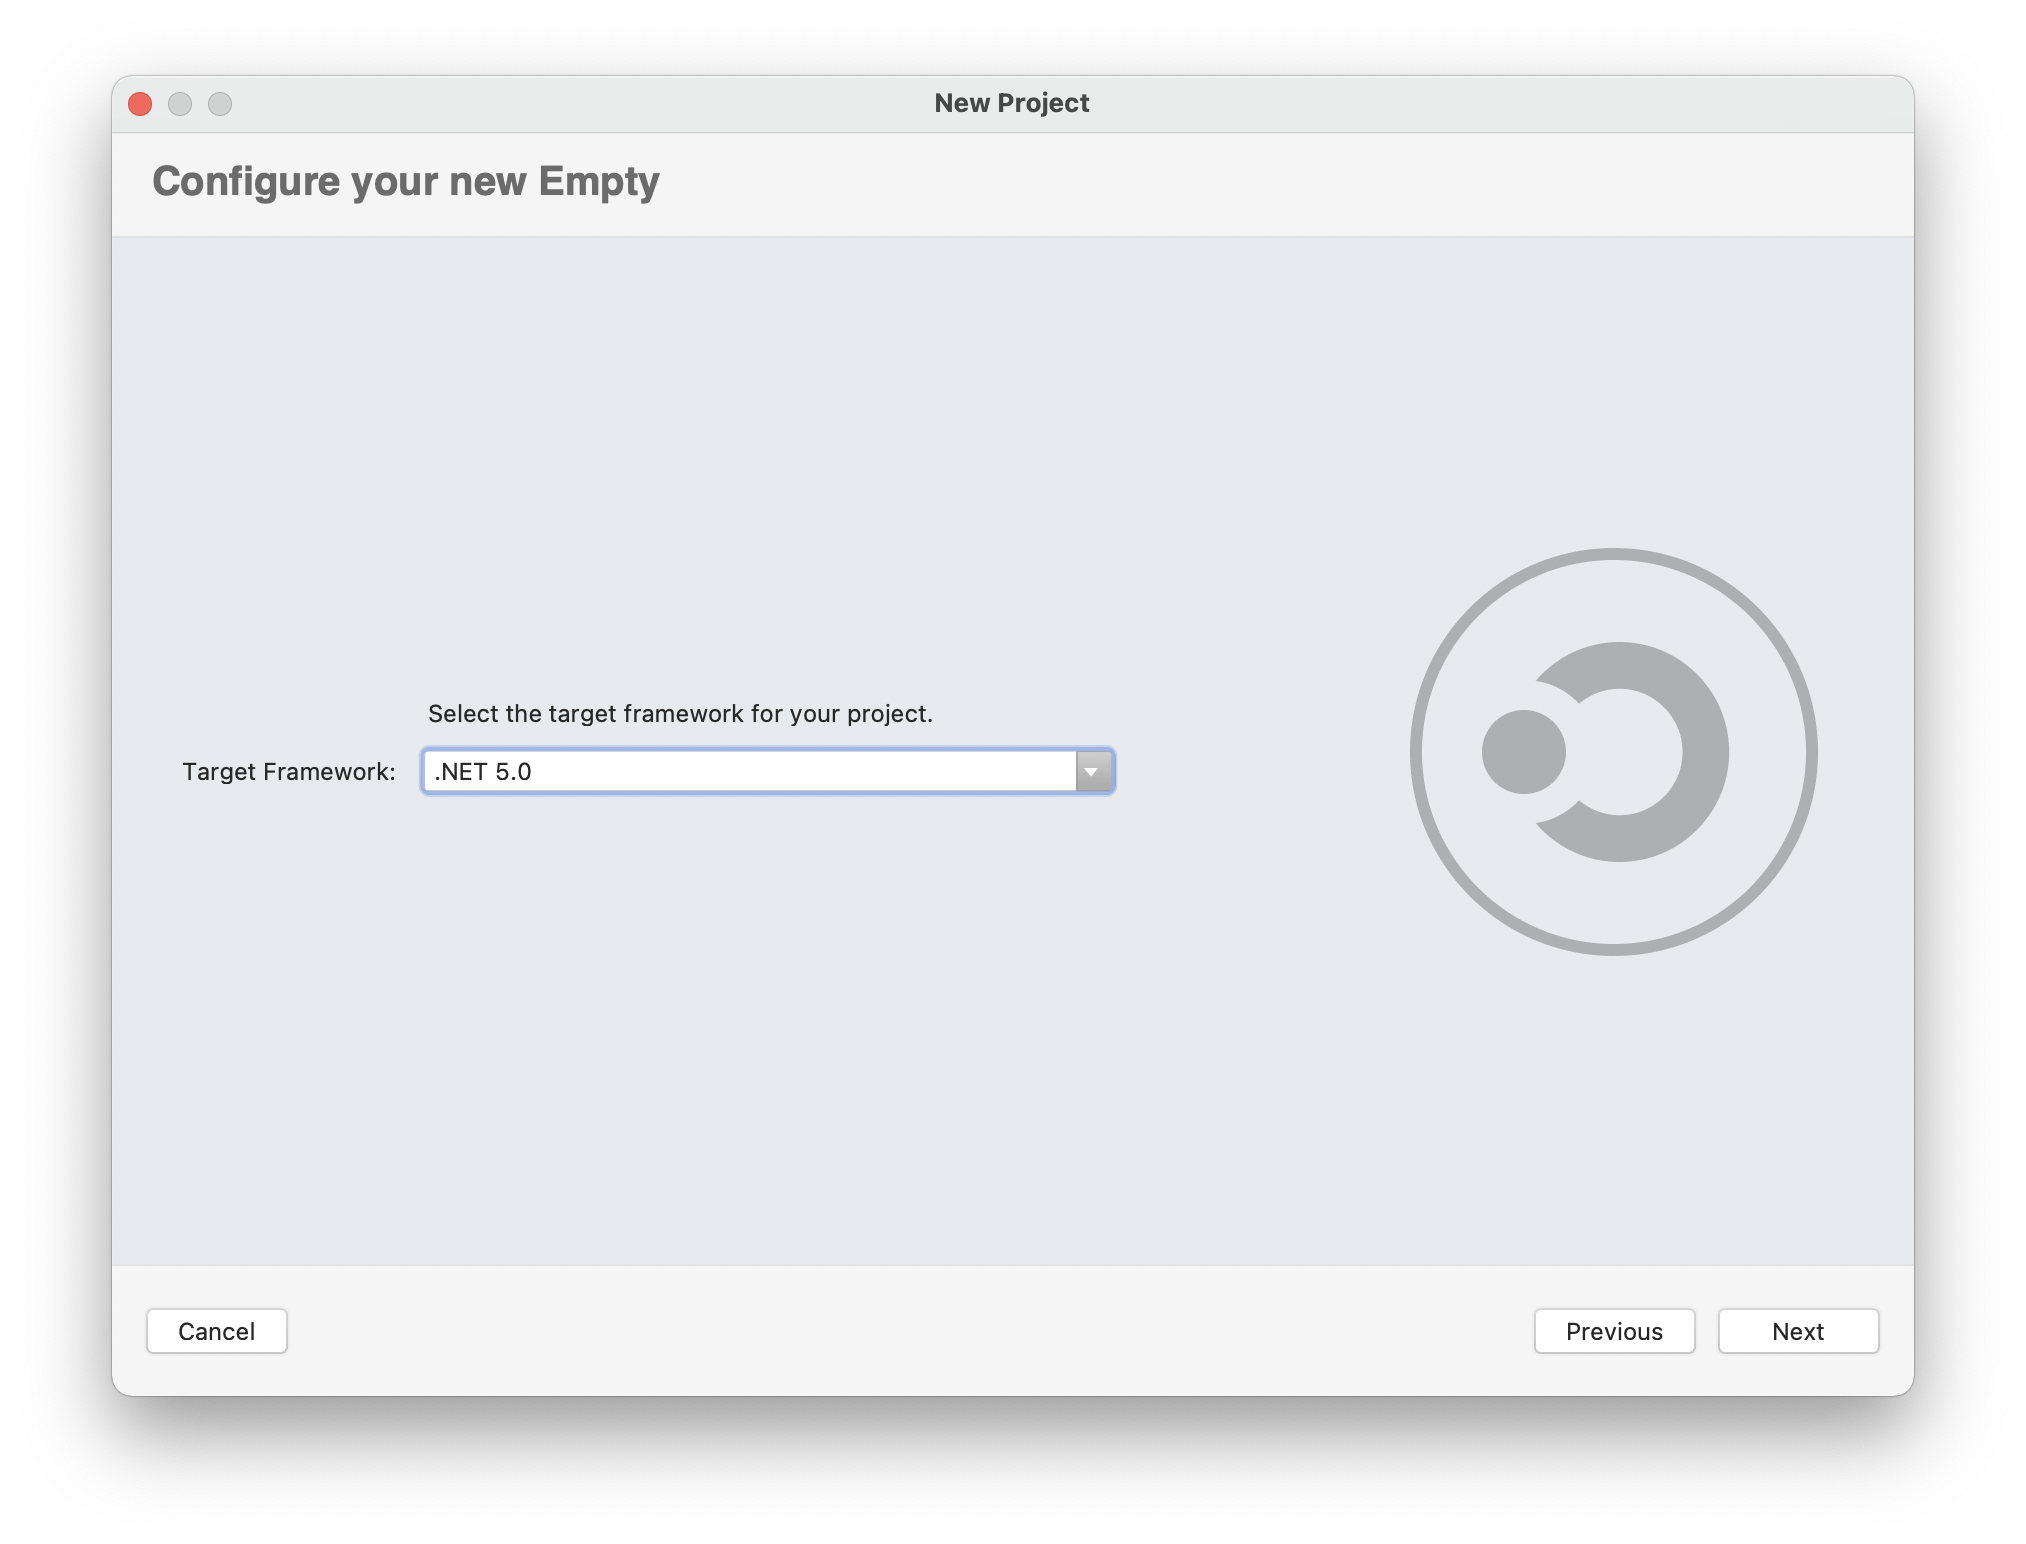 New Project
Configure your new Empty
Select the target framework for your project.
Target Framework: .NET 5.0
Cancel Previous Next